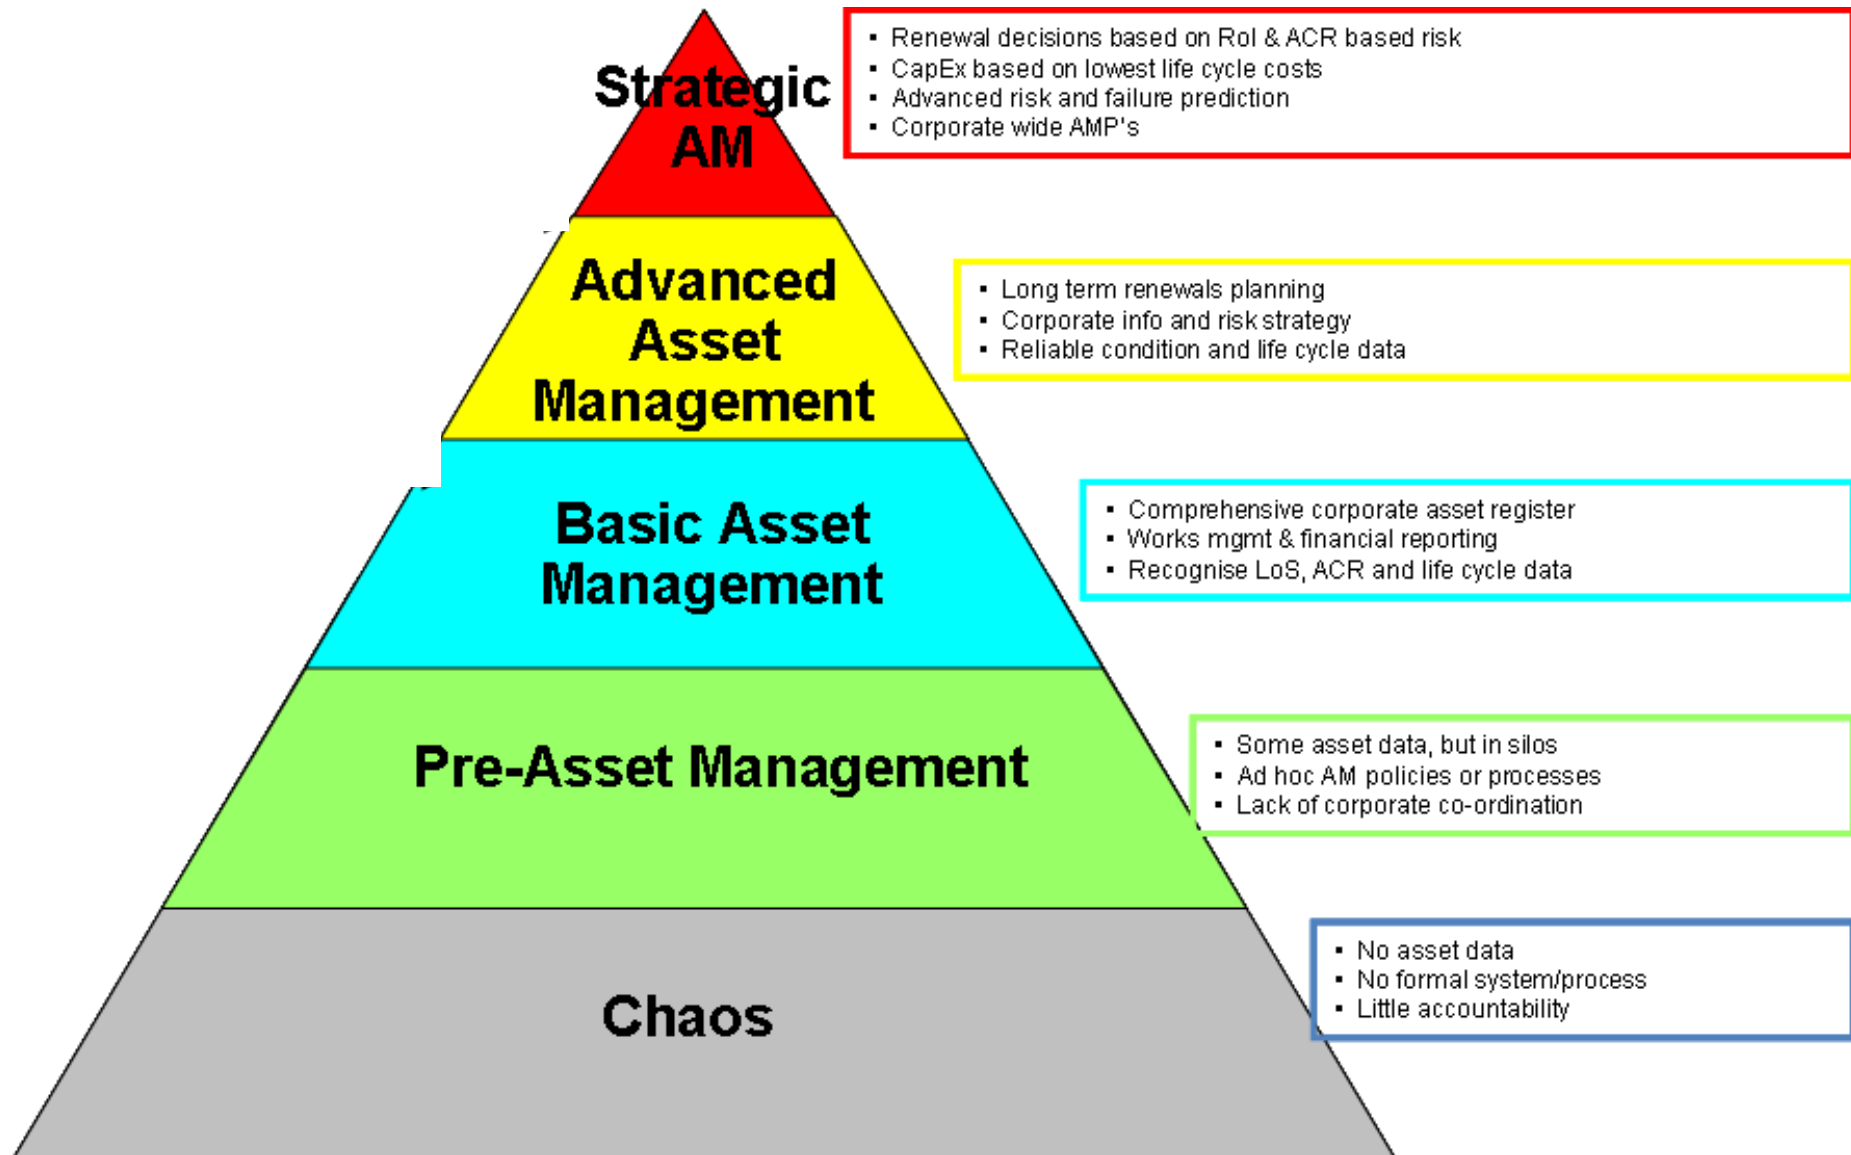 Strategic
AM
▪ Renewal decisions based on RoI & ACR based risk
▪ CapEx based on lowest life cycle costs
▪ Advanced risk and failure prediction
▪ Corporate wide AMP's
Advanced
Asset
Management
▪ Long term renewals planning
▪ Corporate info and risk strategy
▪ Reliable condition and life cycle data
Basic Asset
Management
▪ Comprehensive corporate asset register
▪ Works mgmt & financial reporting
▪ Recognise LoS, ACR and life cycle data
Pre-Asset Management
▪ Some asset data, but in silos
▪ Ad hoc AM policies or processes
▪ Lack of corporate co-ordination
Chaos
▪ No asset data
▪ No formal system/process
▪ Little accountability